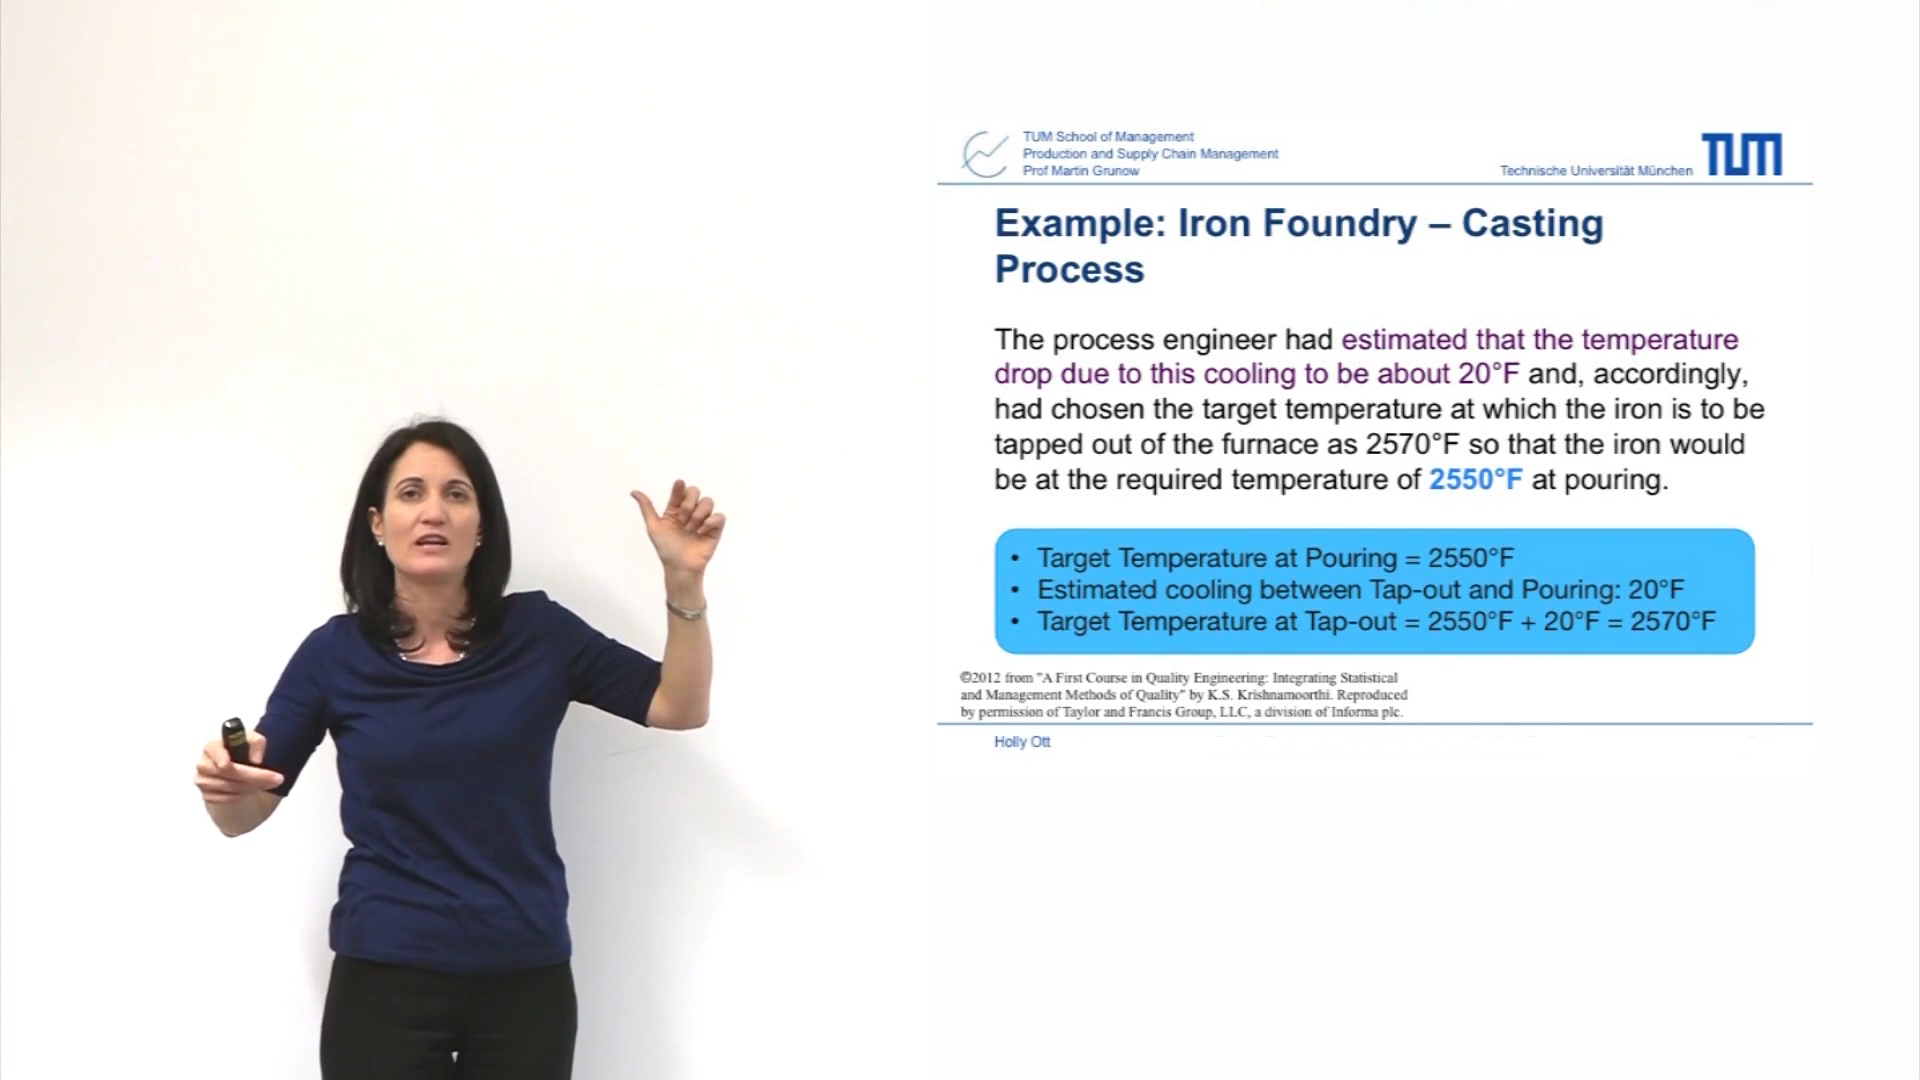 TUM School of Management
Production and Supply Chain Management
Prof Martin Grunow
Technische Universität München
TUM
Example: Iron Foundry – Casting
Process
The process engineer had estimated that the temperature
drop due to this cooling to be about 20°F and, accordingly,
had chosen the target temperature at which the iron is to be
tapped out of the furnace as 2570°F so that the iron would
be at the required temperature of 2550°F at pouring.
• Target Temperature at Pouring = 2550°F
• Estimated cooling between Tap-out and Pouring: 20°F
• Target Temperature at Tap-out = 2550°F + 20°F = 2570°F
©2012 from "A First Course in Quality Engineering: Integrating Statistical
and Management Methods of Quality" by K.S. Krishnamoorthi. Reproduced
by permission of Taylor and Francis Group, LLC, a division of Informa plc.
Holly Ott